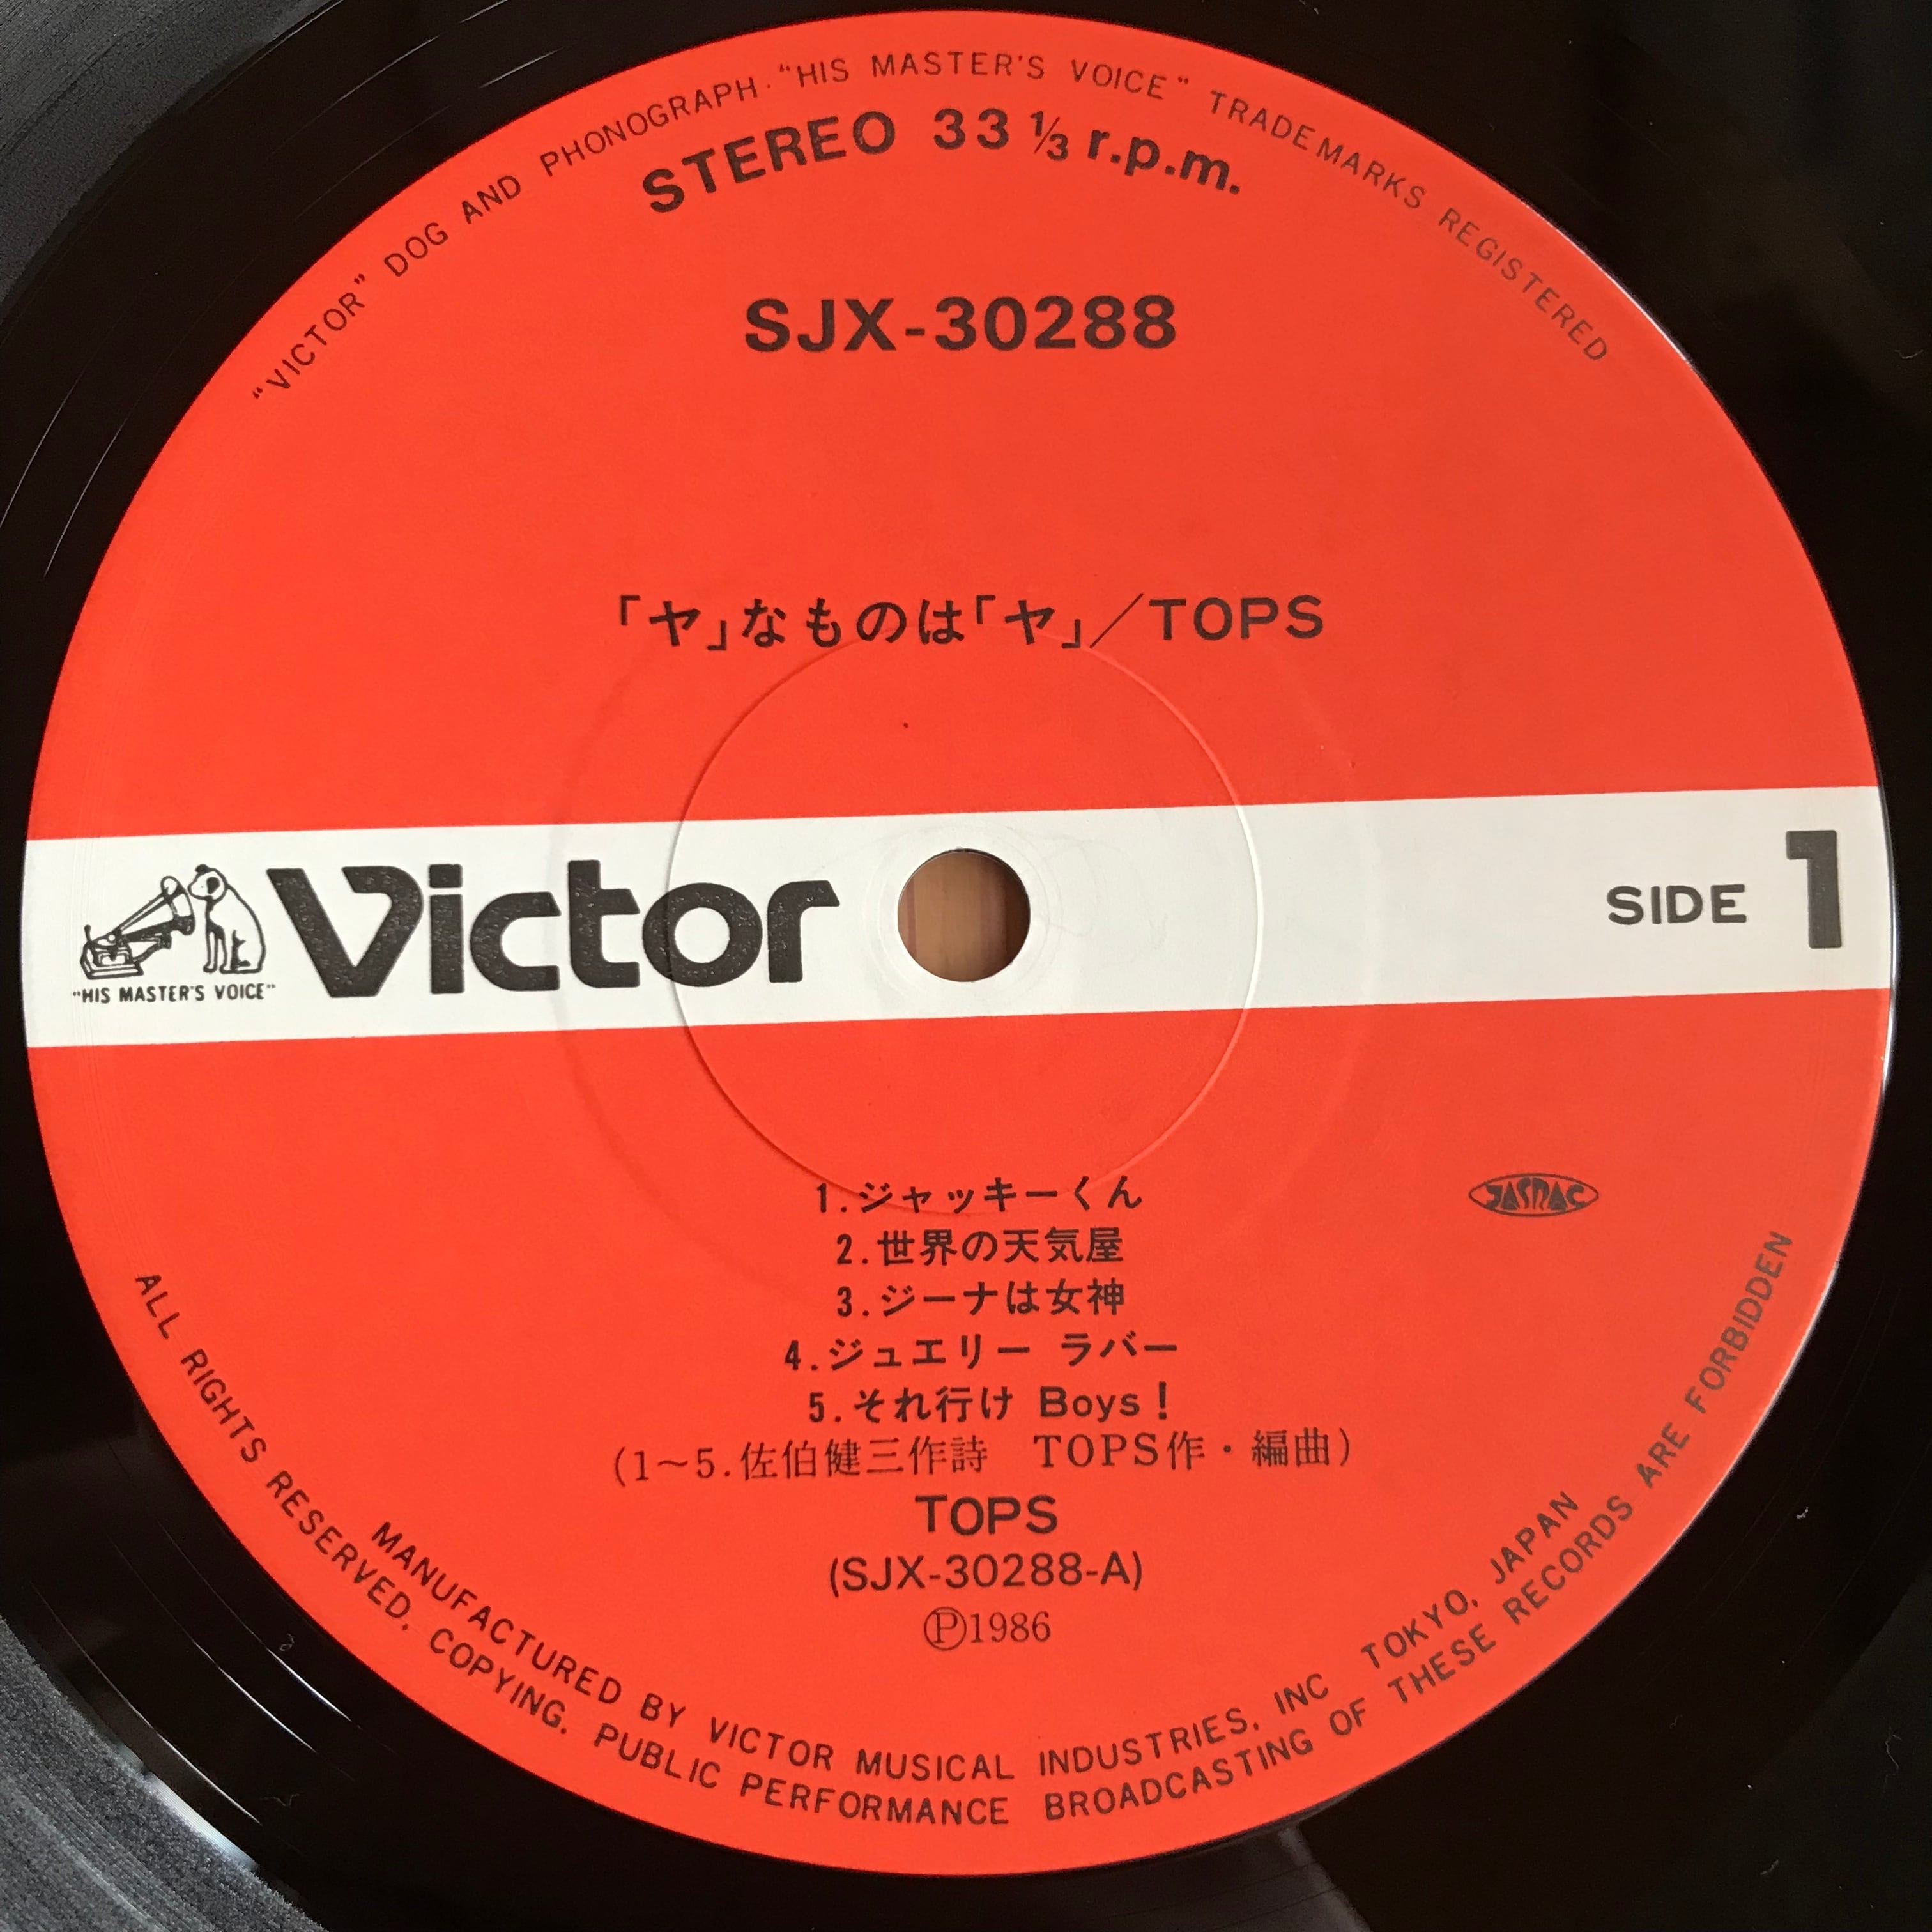 "VICTOR" DOG AND PHONOGRAPH · "HIS MASTER'S VOICE" TRADEMARKS REGISTERED
STEREO 33 ⅓ r.p.m.
SJX-30288
「ヤ」なものは「ヤ」／TOPS
Victor
"HIS MASTER'S VOICE"
SIDE 1
1.ジャッキーくん
JASRAC
2.世界の天気屋
3.ジーナは女神
4.ジュエリー ラバー
5.それ行け Boys！
(1～5.佐伯健三作詩 TOPS作・編曲)
TOPS
(SJX-30288-A)
Ⓟ1986
MANUFACTURED BY VICTOR MUSICAL INDUSTRIES, INC TOKYO, JAPAN
ALL RIGHTS RESERVED. COPYING. PUBLIC PERFORMANCE BROADCASTING OF THESE RECORDS ARE FORBIDDEN